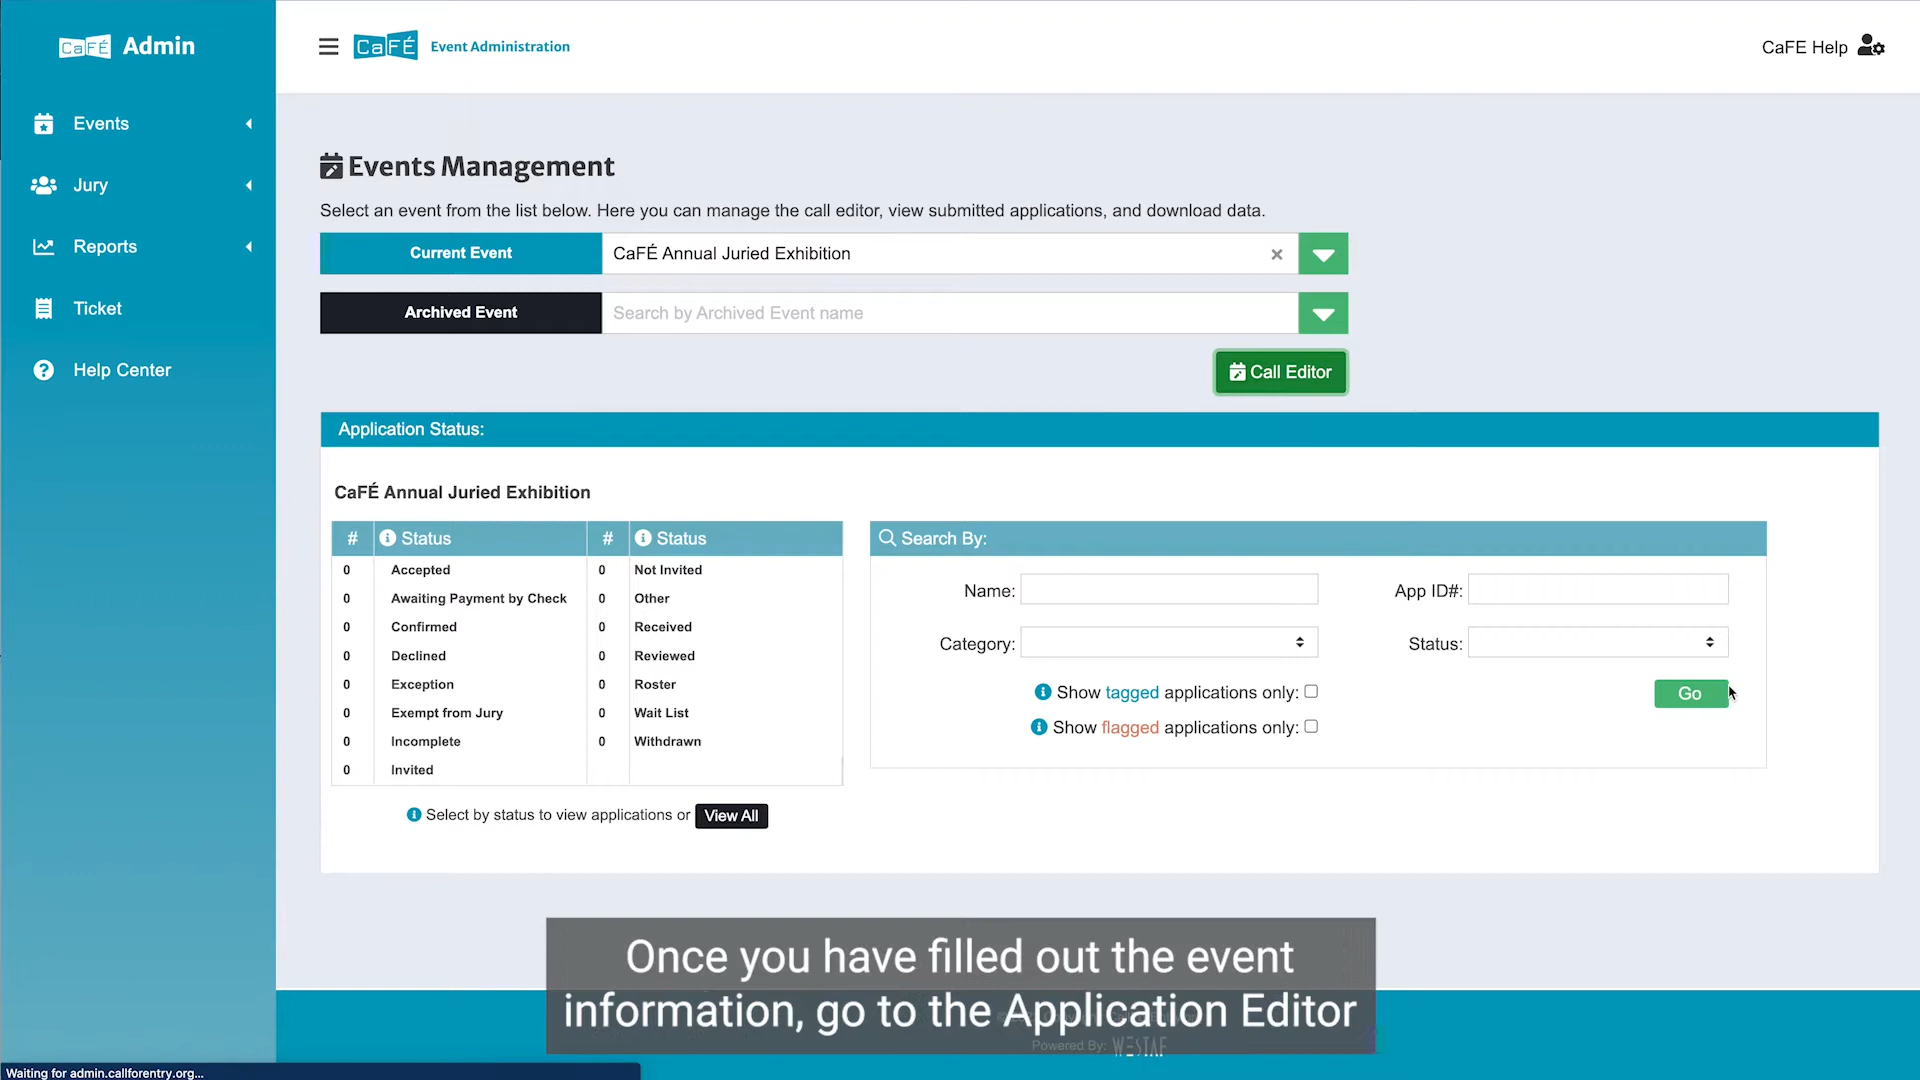 CaFÉ Admin
Events
Jury
Reports
Ticket
Help Center
CaFÉ Event Administration
CaFE Help
Events Management
Select an event from the list below. Here you can manage the call editor, view submitted applications, and download data.
Current Event CaFÉ Annual Juried Exhibition ×
Archived Event Search by Archived Event name
Call Editor
Application Status:
CaFÉ Annual Juried Exhibition
# Status # Status
0 Accepted 0 Not Invited
0 Awaiting Payment by Check 0 Other
0 Confirmed 0 Received
0 Declined 0 Reviewed
0 Exception 0 Roster
0 Exempt from Jury 0 Wait List
0 Incomplete 0 Withdrawn
0 Invited
Select by status to view applications or View All
Search By:
Name: App ID#:
Category: Status:
Show tagged applications only:
Go
Show flagged applications only:
Once you have filled out the event
information, go to the Application Editor
Powered By: WESTAF
Waiting for admin.callforentry.org...